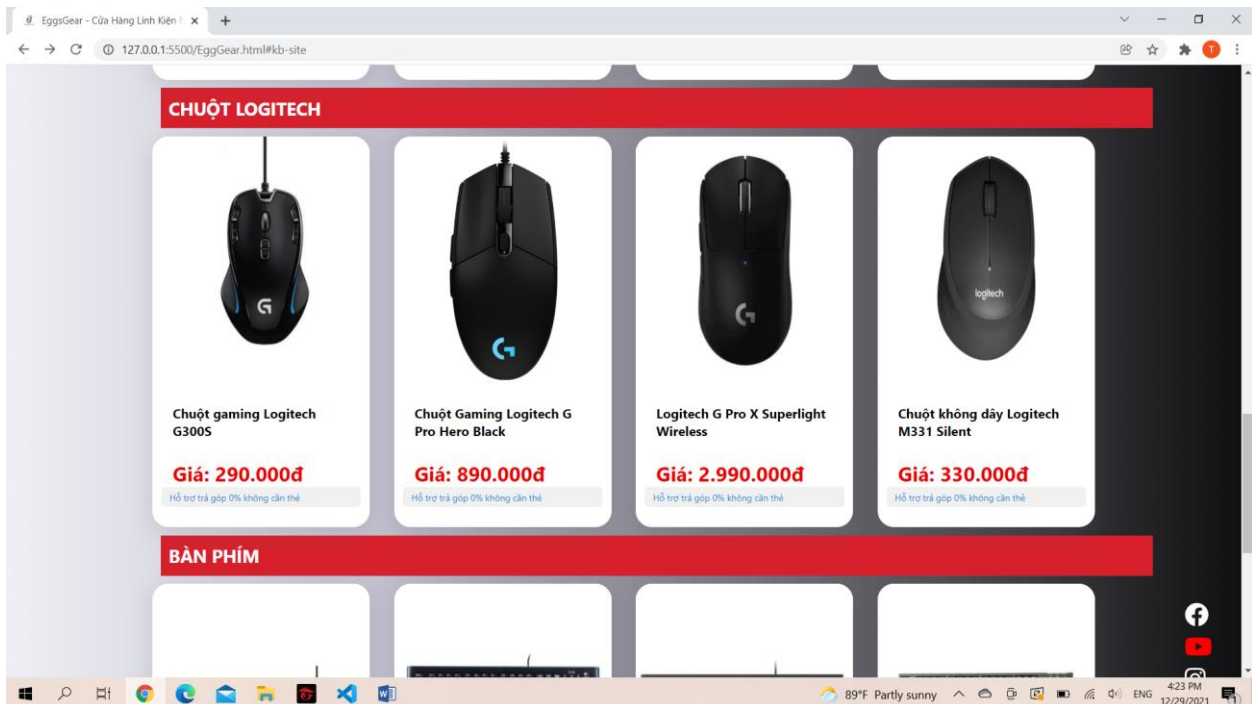 EggsGear - Cửa Hàng Linh Kiện
127.0.0.1:5500/EggGear.html#kb-site
T
CHUỘT LOGITECH
G
G
G
logitech
Chuột gaming Logitech
G300S
Giá: 290.000đ
Hỗ trợ trả góp 0% không cần thẻ
Chuột Gaming Logitech G
Pro Hero Black
Giá: 890.000đ
Hỗ trợ trả góp 0% không cần thẻ
Logitech G Pro X Superlight
Wireless
Giá: 2.990.000đ
Hỗ trợ trả góp 0% không cần thẻ
Chuột không dây Logitech
M331 Silent
Giá: 330.000đ
Hỗ trợ trả góp 0% không cần thẻ
BÀN PHÍM
89°F Partly sunny
ENG
4:23 PM
12/29/2021